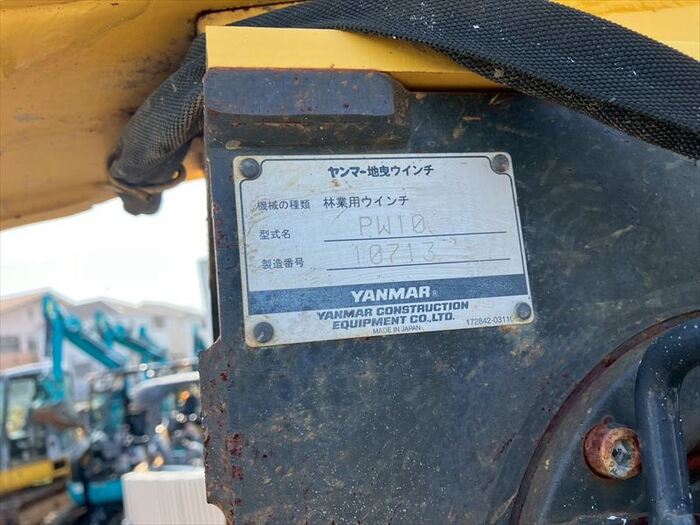 ヤンマー地曳ウインチ
機械の種類 林業用ウインチ
型式名 PW10
製造番号 10713
YANMAR®
YANMAR CONSTRUCTION
EQUIPMENT CO.,LTD.
MADE IN JAPAN